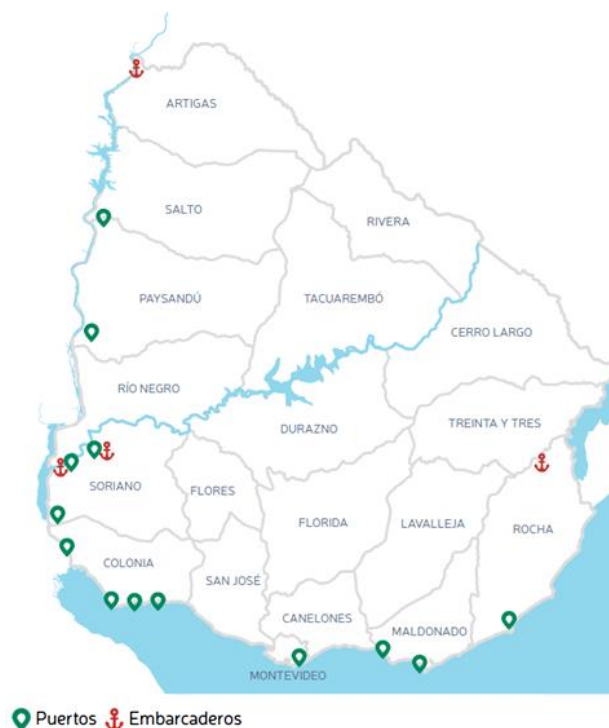 ARTIGAS
SALTO
RIVERA
PAYSANDÚ
TACUAREMBÓ
CERRO LARGO
RÍO NEGRO
DURAZNO
TREINTA Y TRES
SORIANO
FLORES
FLORIDA
LAVALLEJA
ROCHA
COLONIA
SAN JOSÉ
CANELONES
MALDONADO
MONTEVIDEO
Puertos Embarcaderos